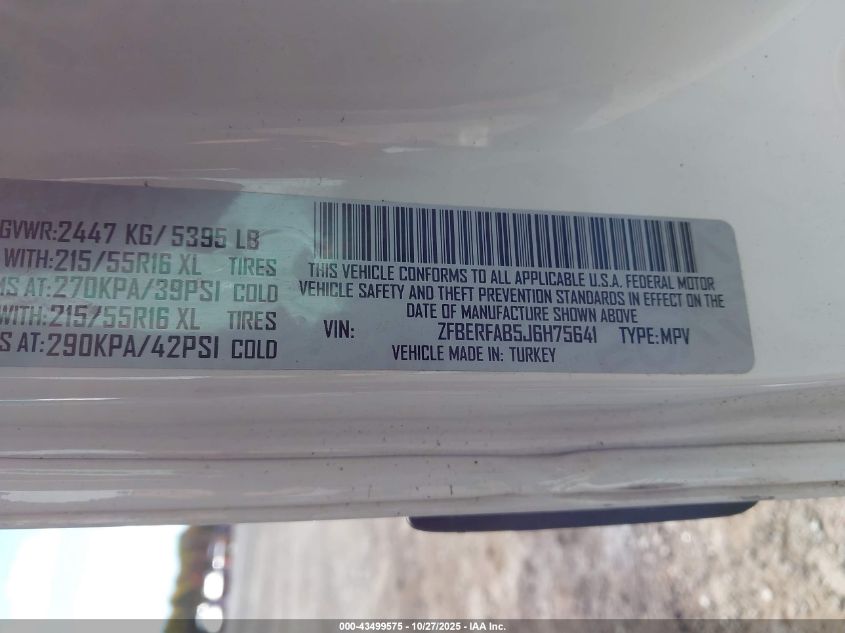 GVWR:2447 KG/5395 LB
WITH:215/55R16 XL TIRES
AT:270KPA/39PSI COLD
WITH:215/55R16 XL TIRES
AT:290KPA/42PSI COLD
THIS VEHICLE CONFORMS TO ALL APPLICABLE U.S.A. FEDERAL MOTOR
VEHICLE SAFETY AND THEFT PREVENTION STANDARDS IN EFFECT ON THE
DATE OF MANUFACTURE SHOWN ABOVE
VIN: ZFBERFAB5J6H75641 TYPE:MPV
VEHICLE MADE IN: TURKEY
000-43499575 - 10/27/2025 - IAA Inc.